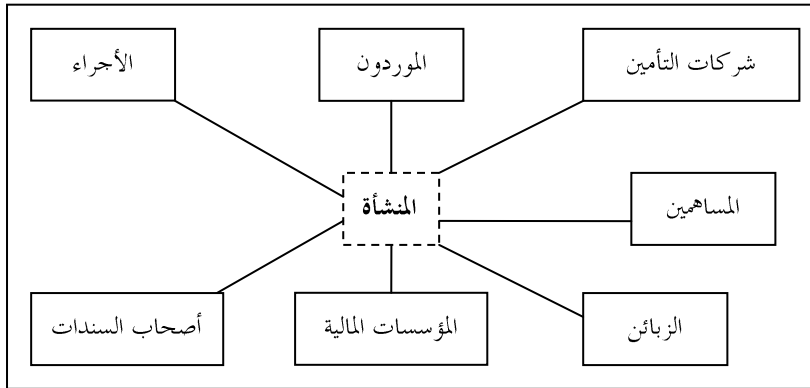 شركات التأمين
الموردون
الأجراء
المنشأة
المساهمين
الزبائن
المؤسسات المالية
أصحاب السندات